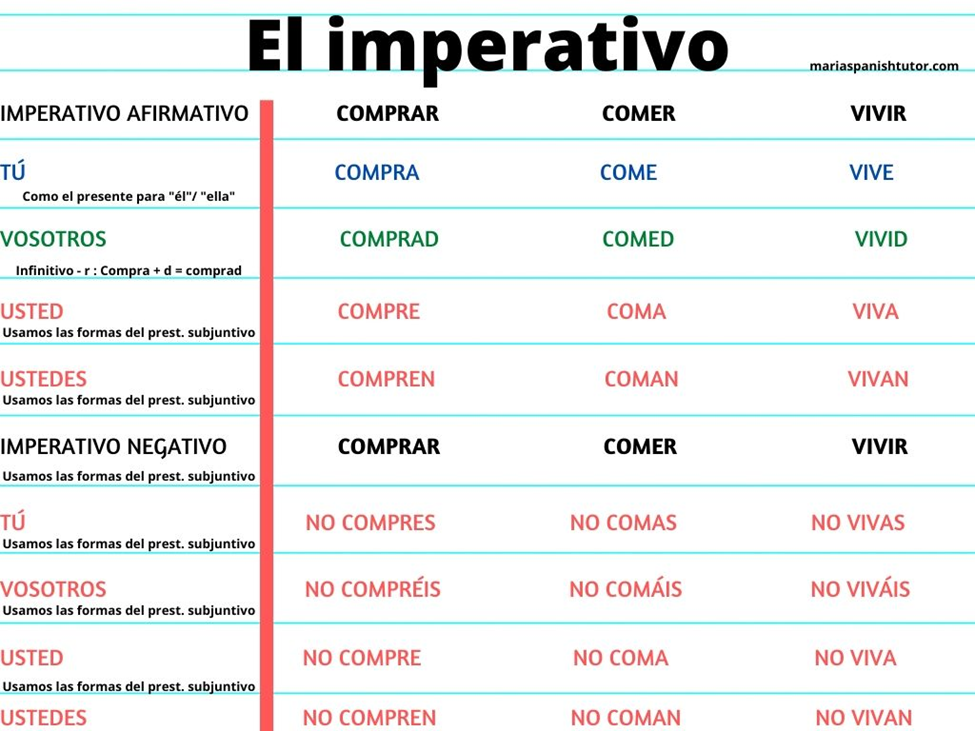 El imperativo
mariaspanishtutor.com
IMPERATIVO AFIRMATIVO COMPRAR COMER VIVIR
TÚ COMPRA COME VIVE
Como el presente para "él"/ "ella"
VOSOTROS COMPRAD COMED VIVID
Infinitivo - r : Compra + d = comprad
USTED COMPRE COMA VIVA
Usamos las formas del prest. subjuntivo
USTEDES COMPREN COMAN VIVAN
Usamos las formas del prest. subjuntivo
IMPERATIVO NEGATIVO COMPRAR COMER VIVIR
Usamos las formas del prest. subjuntivo
TÚ NO COMPRES NO COMAS NO VIVAS
Usamos las formas del prest. subjuntivo
VOSOTROS NO COMPRÉIS NO COMÁIS NO VIVÁIS
Usamos las formas del prest. subjuntivo
USTED NO COMPRE NO COMA NO VIVA
Usamos las formas del prest. subjuntivo
USTEDES NO COMPREN NO COMAN NO VIVAN